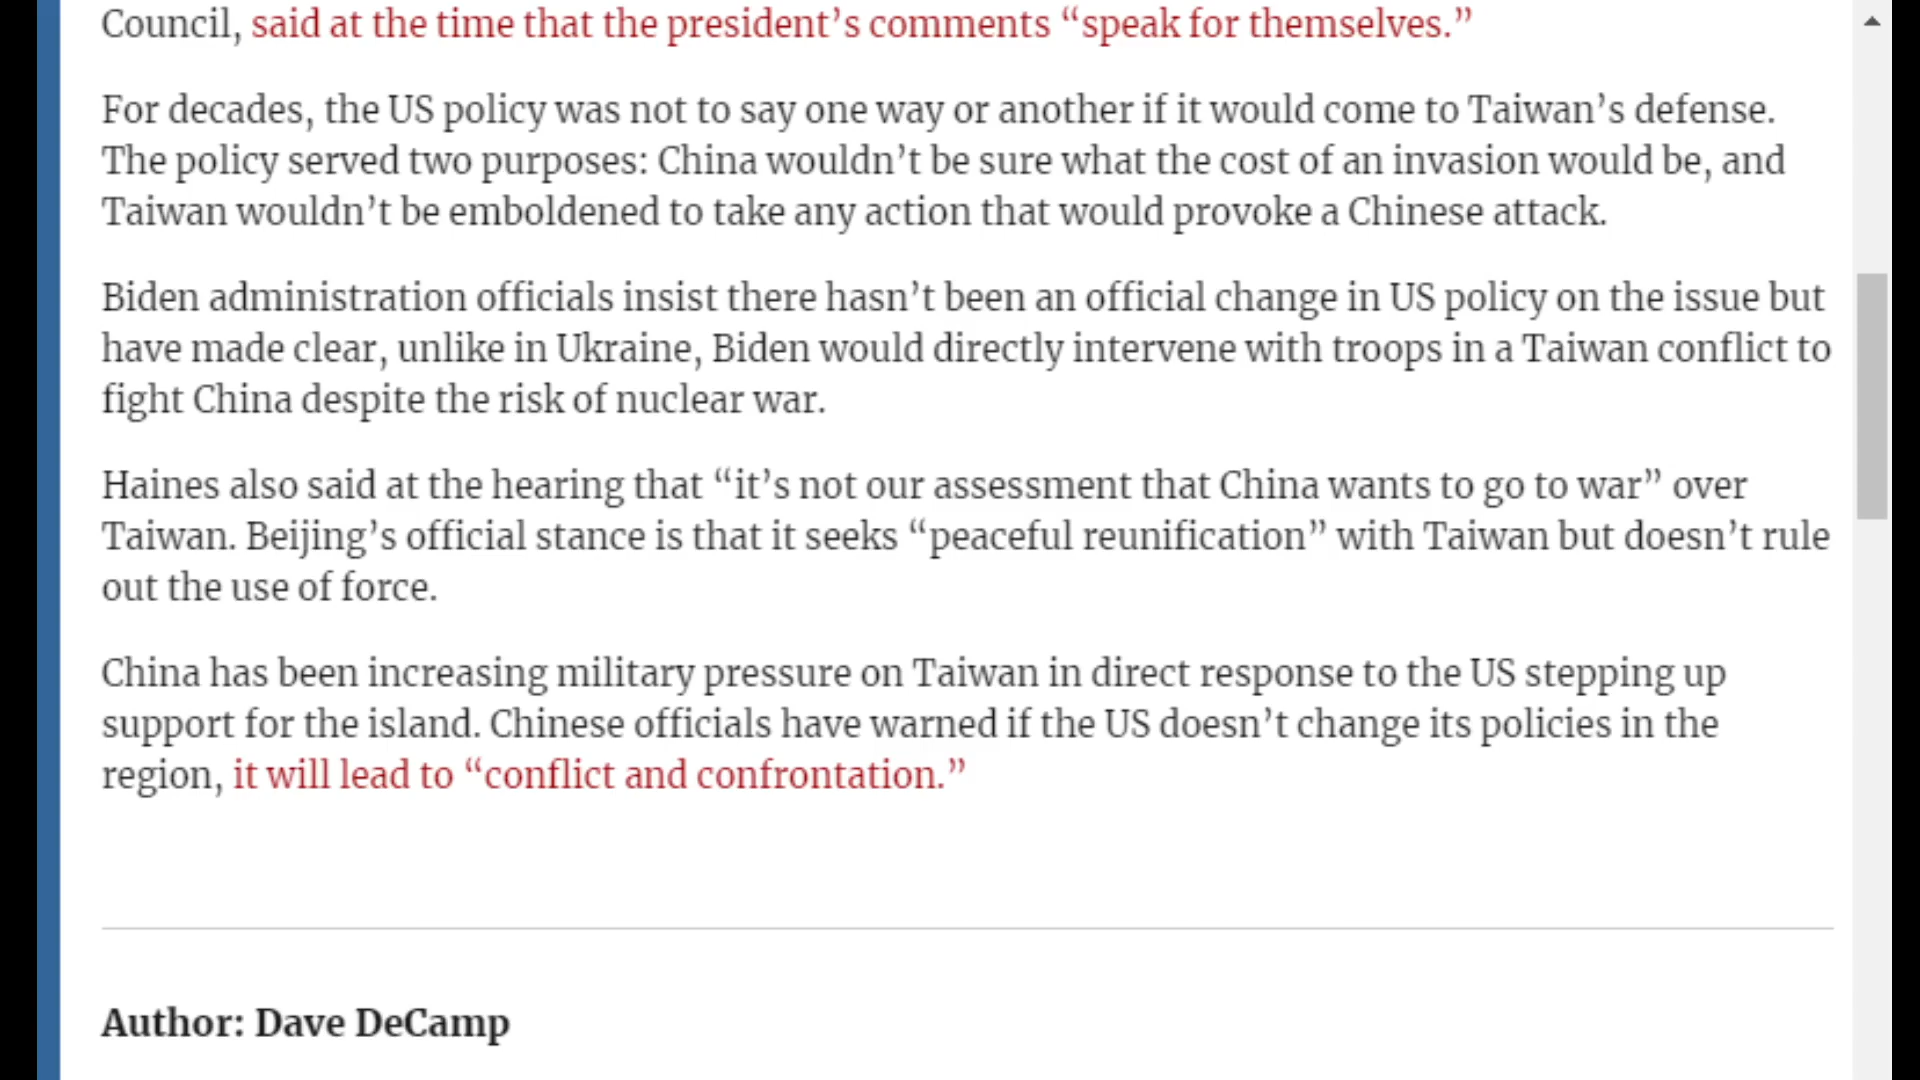 Council, said at the time that the president’s comments “speak for themselves.”
For decades, the US policy was not to say one way or another if it would come to Taiwan’s defense.
The policy served two purposes: China wouldn’t be sure what the cost of an invasion would be, and
Taiwan wouldn’t be emboldened to take any action that would provoke a Chinese attack.
Biden administration officials insist there hasn’t been an official change in US policy on the issue but
have made clear, unlike in Ukraine, Biden would directly intervene with troops in a Taiwan conflict to
fight China despite the risk of nuclear war.
Haines also said at the hearing that “it’s not our assessment that China wants to go to war” over
Taiwan. Beijing’s official stance is that it seeks “peaceful reunification” with Taiwan but doesn’t rule
out the use of force.
China has been increasing military pressure on Taiwan in direct response to the US stepping up
support for the island. Chinese officials have warned if the US doesn’t change its policies in the
region, it will lead to “conflict and confrontation.”
Author: Dave DeCamp